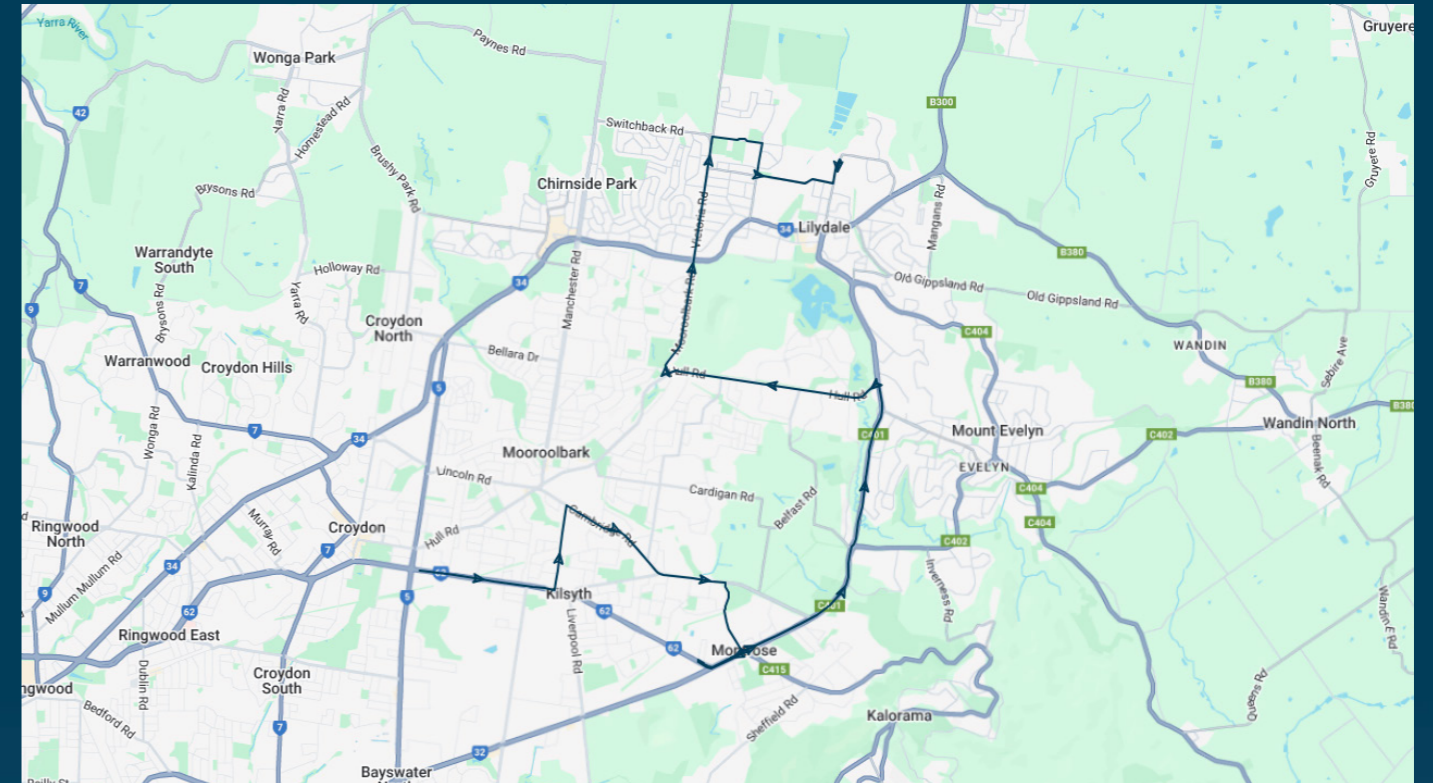 Yarra River
Paynes Rd
Gruyere
Wonga Park
42
Yarra Rd
Homestead Rd
B300
Switchback Rd
Gruyere Rd
Brushy Park Rd
Brysons Rd
Chirnside Park
Mangans Rd
Victoria Rd
34
Lilydale
Warrandyte
South
B380
Holloway Rd
Manchester Rd
7
34
Old Gippsland Rd
Old Gippsland Rd
9
Brysons Rd
Yarra Rd
Mooroolbark Rd
Croydon
North
C404
WANDIN
Bellara Dr
Warranwood
Croydon Hills
Sebire Ave
Hull Rd
B380
5
Hull Rd
B380
Wonga Rd
Wandin North
7
34
C401
Mount Evelyn
C402
Kalinda Rd
Mooroolbark
Beenak Rd
EVELYN
Lincoln Rd
C404
Cardigan Rd
Belfast Rd
Cambridge Rd
Ringwood
North
Murray Rd
Croydon
Hull Rd
C404
C402
7
34
Mullum Mullum Rd
Inverness Rd
9
5
Kilsyth
62
62
C401
Wandin E Rd
Ringwood East
Liverpool Rd
62
Montrose
C415
Dublin Rd
Croydon
South
ngwood
Queens Rd
Bedford Rd
Sheffield Rd
Kalorama
7
32
Bayswater